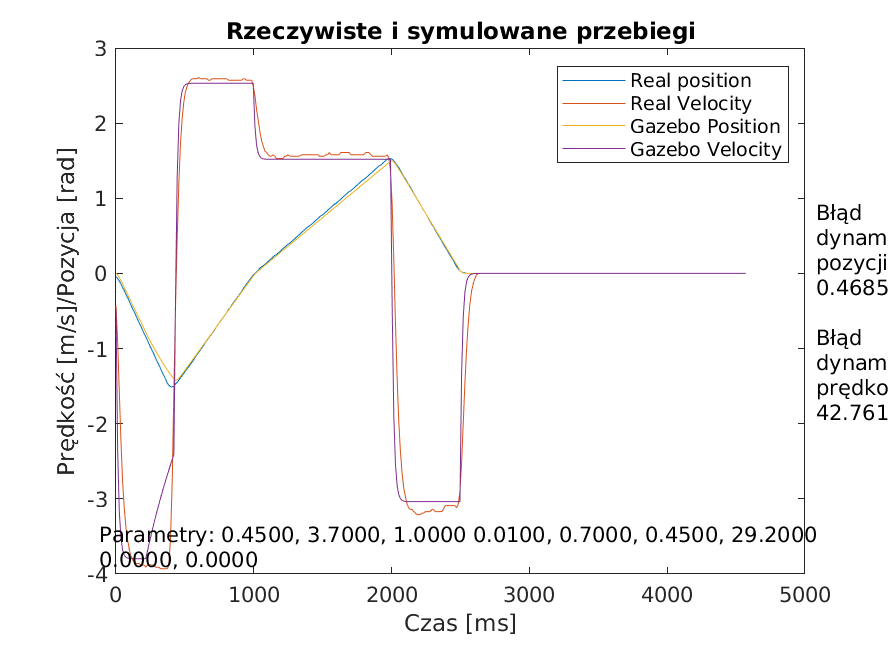 Rzeczywiste i symulowane przebiegi
3
2
1
0
-1
-2
-3
-4
Prędkość [m/s]/Pozycja [rad]
Real position
Real Velocity
Gazebo Position
Gazebo Velocity
Błąd
dynam
pozycji
0.4685
Błąd
dynam
prędko
42.761
Parametry: 0.4500, 3.7000, 1.0000 0.0100, 0.7000, 0.4500, 29.2000
0.0000, 0.0000
0 1000 2000 3000 4000 5000
Czas [ms]